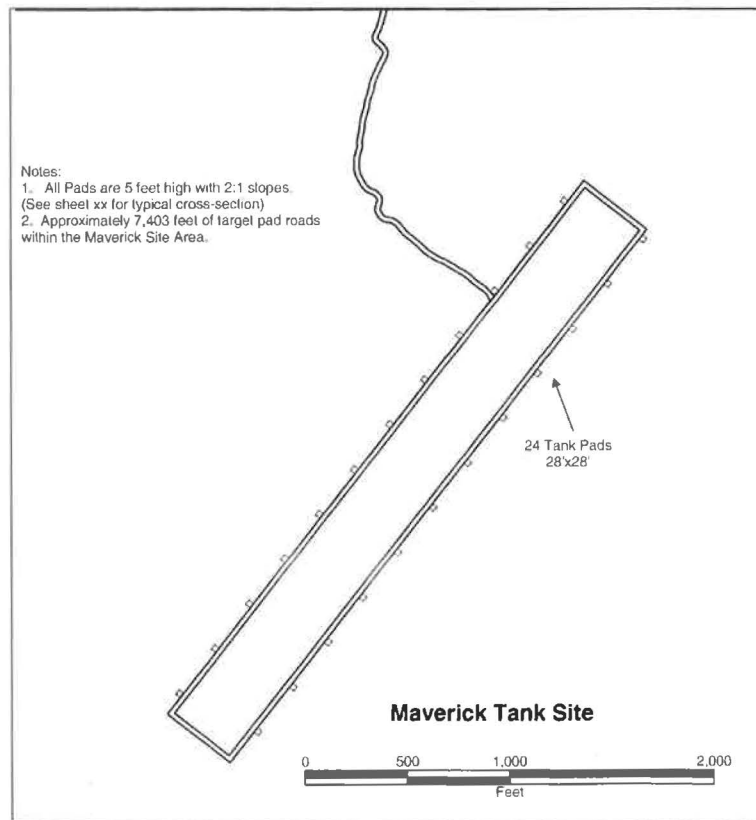 Notes:
1. All Pads are 5 feet high with 2:1 slopes.
(See sheet xx for typical cross-section)
2. Approximately 7,403 feet of target pad roads
within the Maverick Site Area.
24 Tank Pads
28'x28'
Maverick Tank Site
0 500 1,000 2,000
Feet